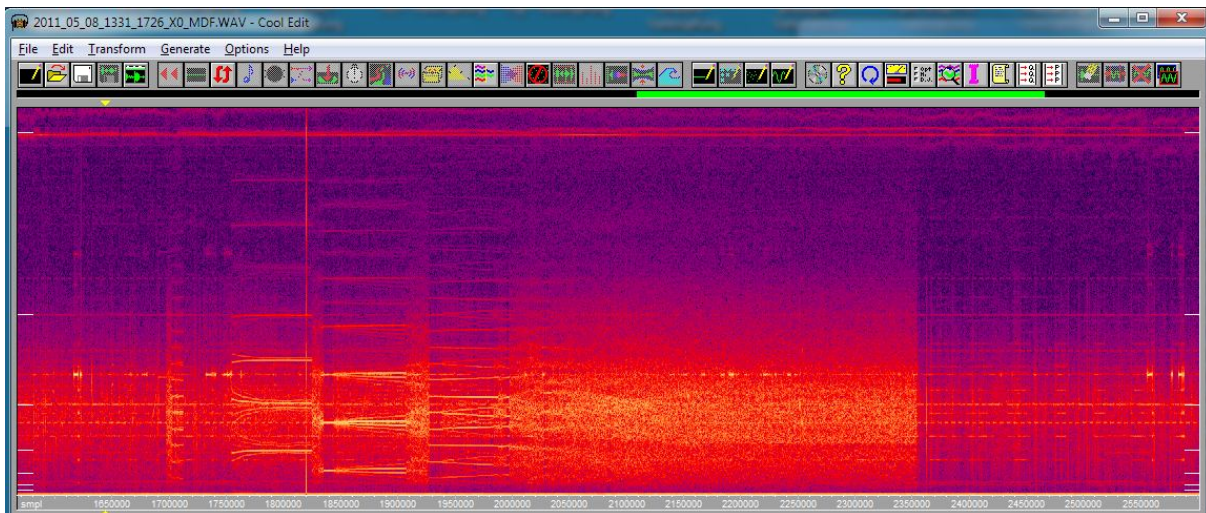 2011_05_08_1331_1726_X0_MDF.WAV - Cool Edit
File Edit Transform Generate Options Help
smpl 1650000 1700000 1750000 1800000 1850000 1900000 1950000 2000000 2050000 2100000 2150000 2200000 2250000 2300000 2350000 2400000 2450000 2500000 2550000